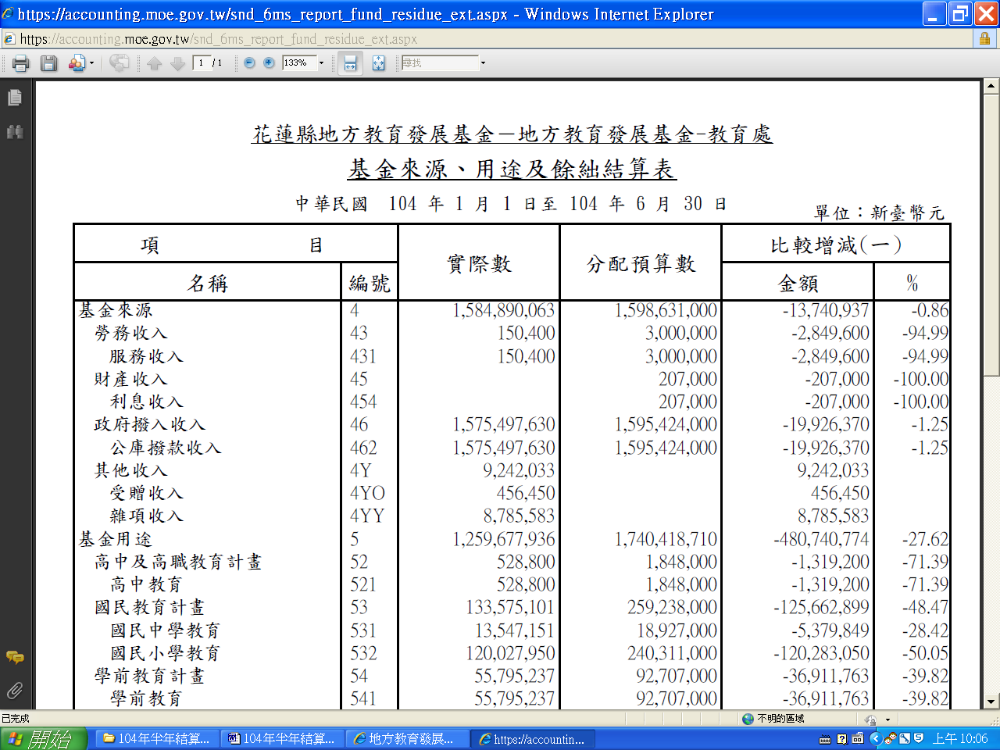 https://accounting.moe.gov.tw/snd_6ms_report_fund_residue_ext.aspx - Windows Internet Explorer
https://accounting.moe.gov.tw/snd_6ms_report_fund_residue_ext.aspx
1 / 1 133% 尋找
花蓮縣地方教育發展基金－地方教育發展基金-教育處
基金來源、用途及餘絀結算表
中華民國 104 年 1 月 1 日至 104 年 6 月 30 日
單位：新臺幣元
項 目 實際數 分配預算數 比較增減(一)
名稱 編號 金額 %
基金來源 4 1,584,890,063 1,598,631,000 -13,740,937 -0.86
勞務收入 43 150,400 3,000,000 -2,849,600 -94.99
服務收入 431 150,400 3,000,000 -2,849,600 -94.99
財產收入 45 207,000 -207,000 -100.00
利息收入 454 207,000 -207,000 -100.00
政府撥入收入 46 1,575,497,630 1,595,424,000 -19,926,370 -1.25
公庫撥款收入 462 1,575,497,630 1,595,424,000 -19,926,370 -1.25
其他收入 4Y 9,242,033 9,242,033
受贈收入 4YO 456,450 456,450
雜項收入 4YY 8,785,583 8,785,583
基金用途 5 1,259,677,936 1,740,418,710 -480,740,774 -27.62
高中及高職教育計畫 52 528,800 1,848,000 -1,319,200 -71.39
高中教育 521 528,800 1,848,000 -1,319,200 -71.39
國民教育計畫 53 133,575,101 259,238,000 -125,662,899 -48.47
國民中學教育 531 13,547,151 18,927,000 -5,379,849 -28.42
國民小學教育 532 120,027,950 240,311,000 -120,283,050 -50.05
學前教育計畫 54 55,795,237 92,707,000 -36,911,763 -39.82
學前教育 541 55,795,237 92,707,000 -36,911,763 -39.82
已完成 不明的區域
開始 104年半年結算... 104年半年結算... 地方教育發展... https://accountin... 上午 10:06